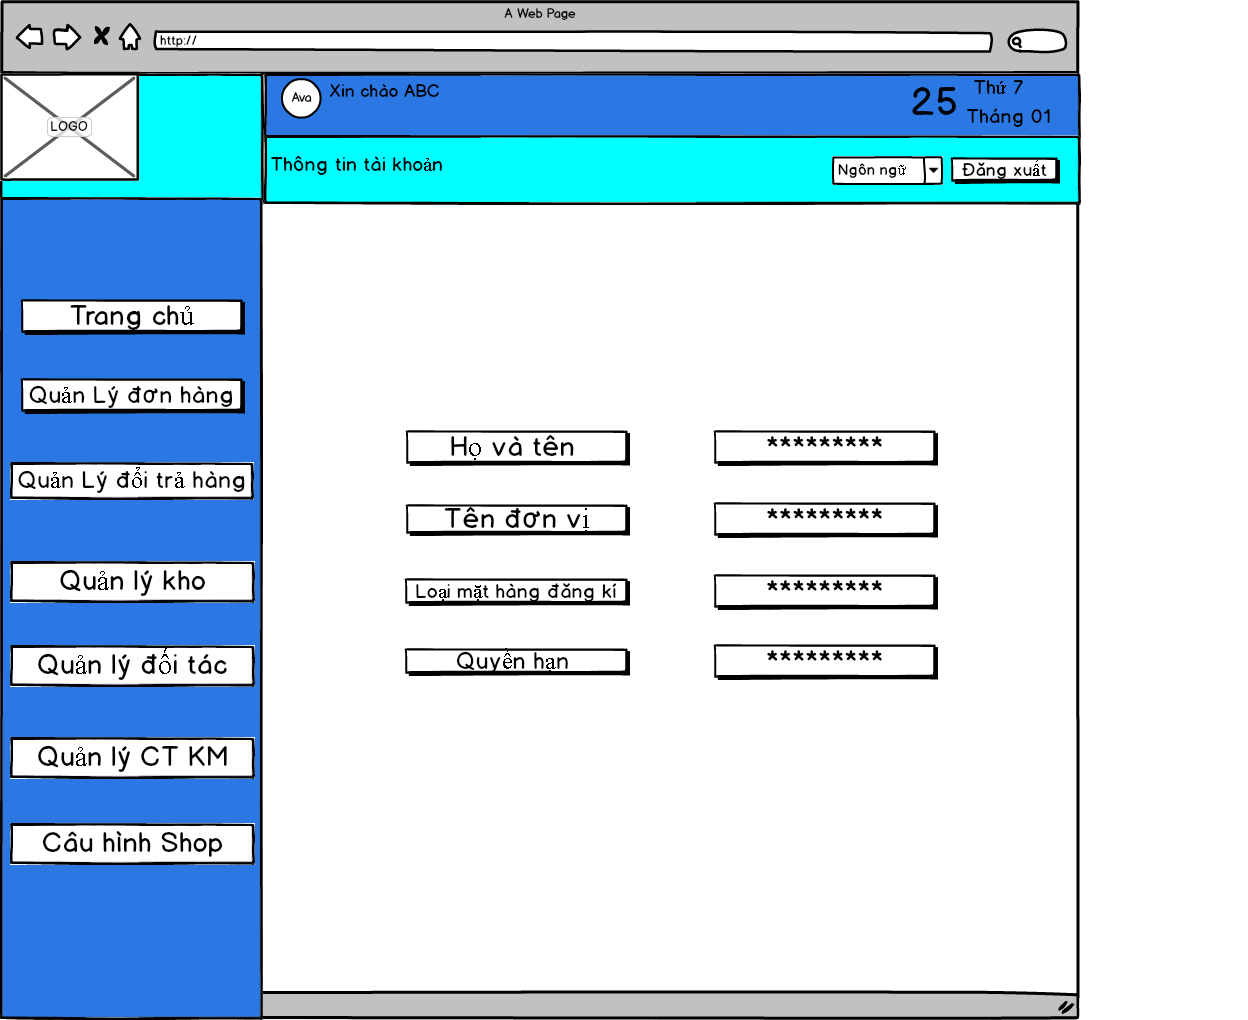 A Web Page
http://
LOGO
Ava
Xin chào ABC
25
Thứ 7
Tháng 01
Thông tin tài khoản
Ngôn ngữ
Đăng xuất
Trang chủ
Quản Lý đơn hàng
Quản Lý đổi trả hàng
Quản lý kho
Quản lý đối tác
Quản lý CT KM
Câu hình Shop
Họ và tên
*********
Tên đơn vị
*********
Loại mặt hàng đăng kí
*********
Quyền hạn
*********